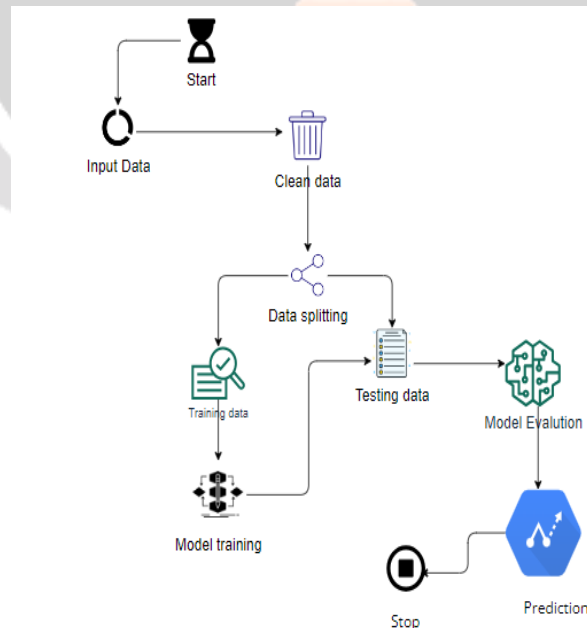 Start
Input Data
Clean data
Data splitting
Training data
Testing data
Model Evalution
Model training
Prediction
Stop